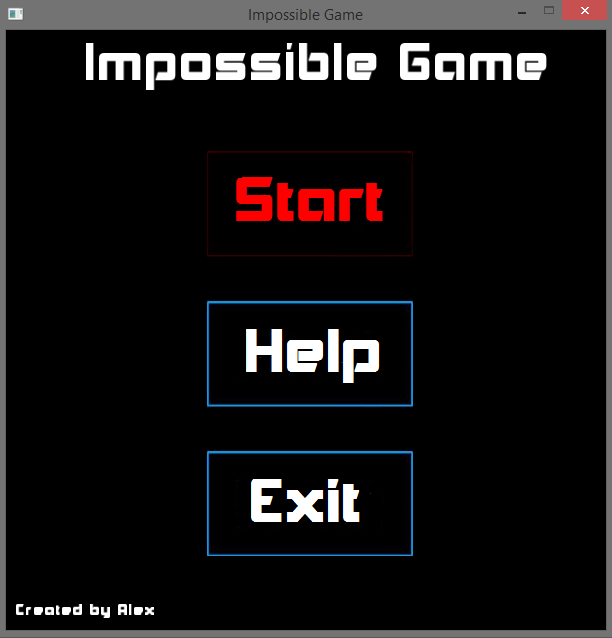 Impossible Game
Impossible Game
Start
Help
Exit
Created by Alex